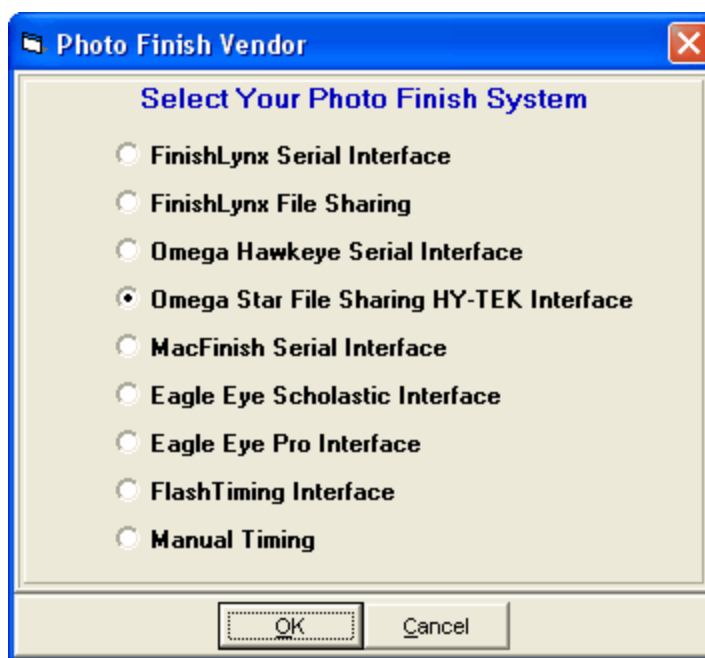 Photo Finish Vendor
Select Your Photo Finish System
FinishLynx Serial Interface
FinishLynx File Sharing
Omega Hawkeye Serial Interface
Omega Star File Sharing HY-TEK Interface
MacFinish Serial Interface
Eagle Eye Scholastic Interface
Eagle Eye Pro Interface
FlashTiming Interface
Manual Timing
OK Cancel